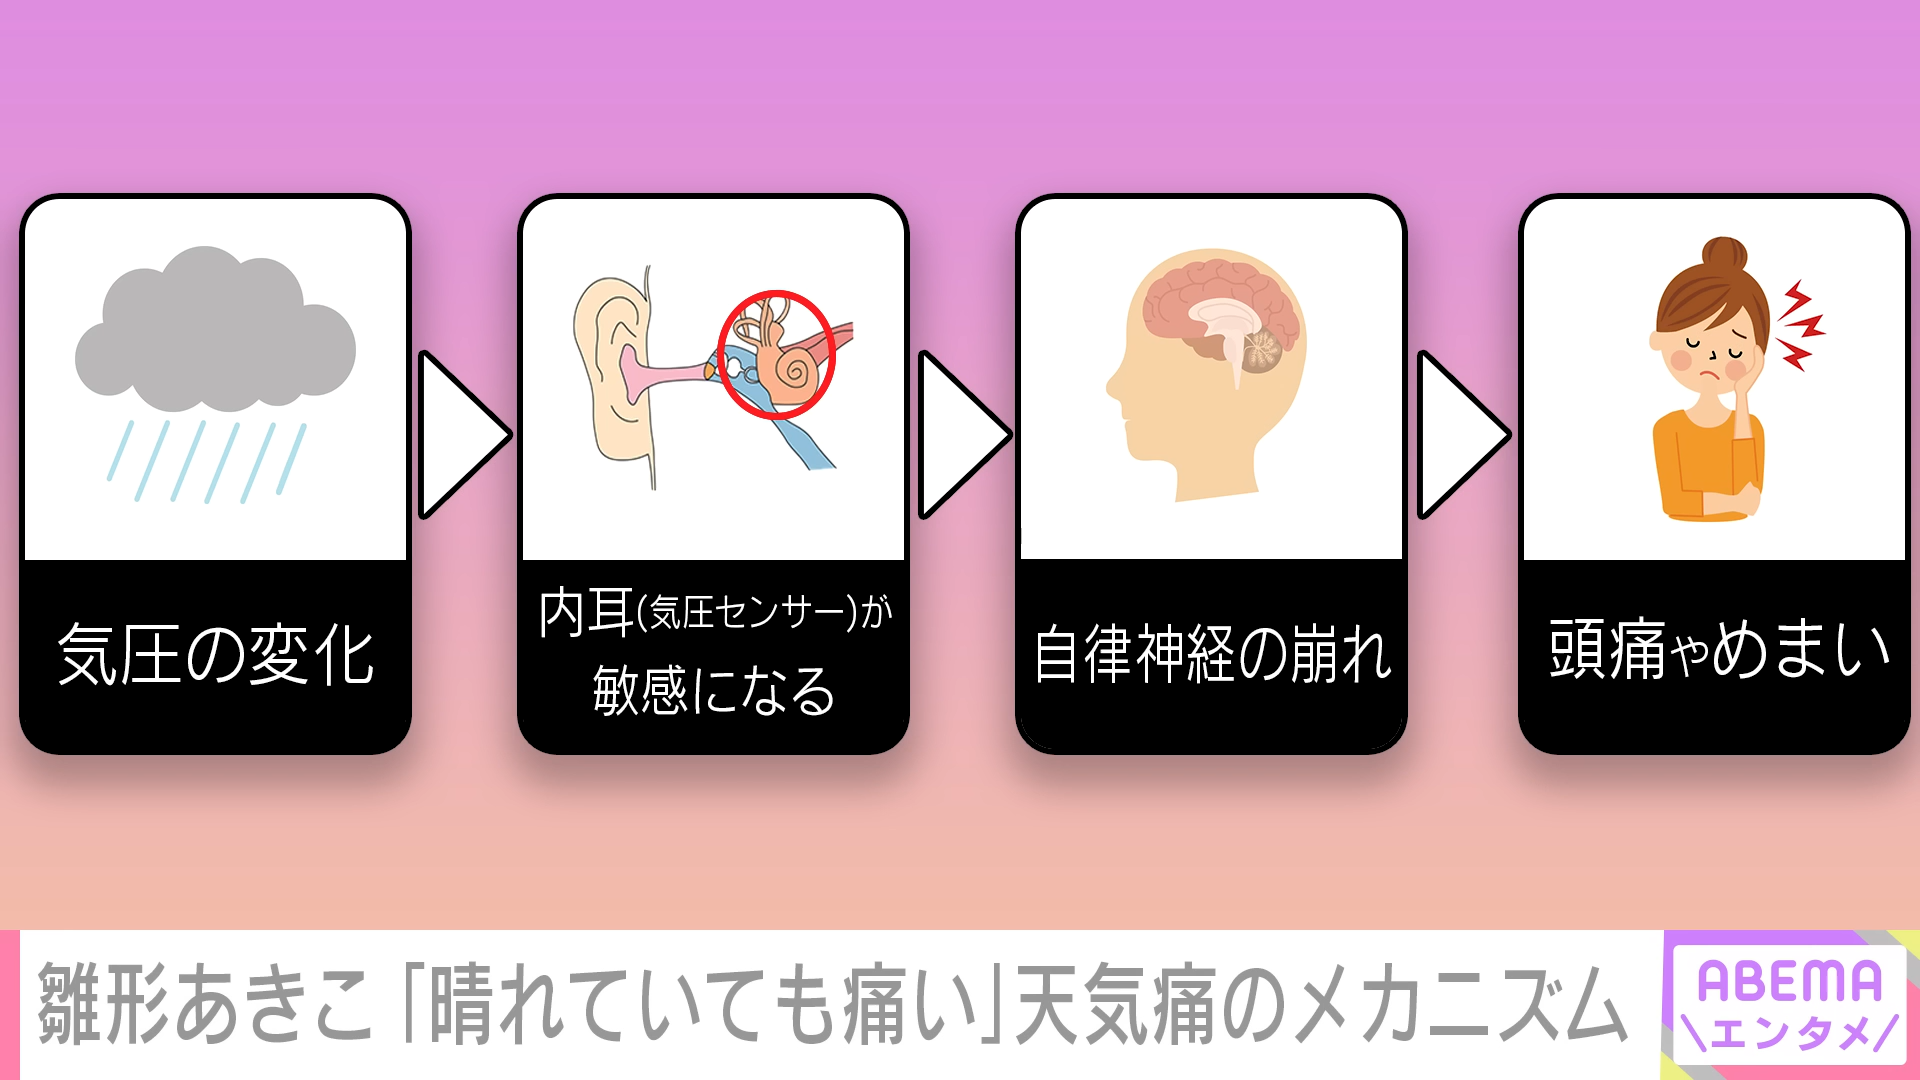 気圧の変化
内耳(気圧センサー)が
敏感になる
自律神経の崩れ
頭痛やめまい
雛形あきこ「晴れていても痛い」天気痛のメカニズム
ABEMA
\エンタメ/